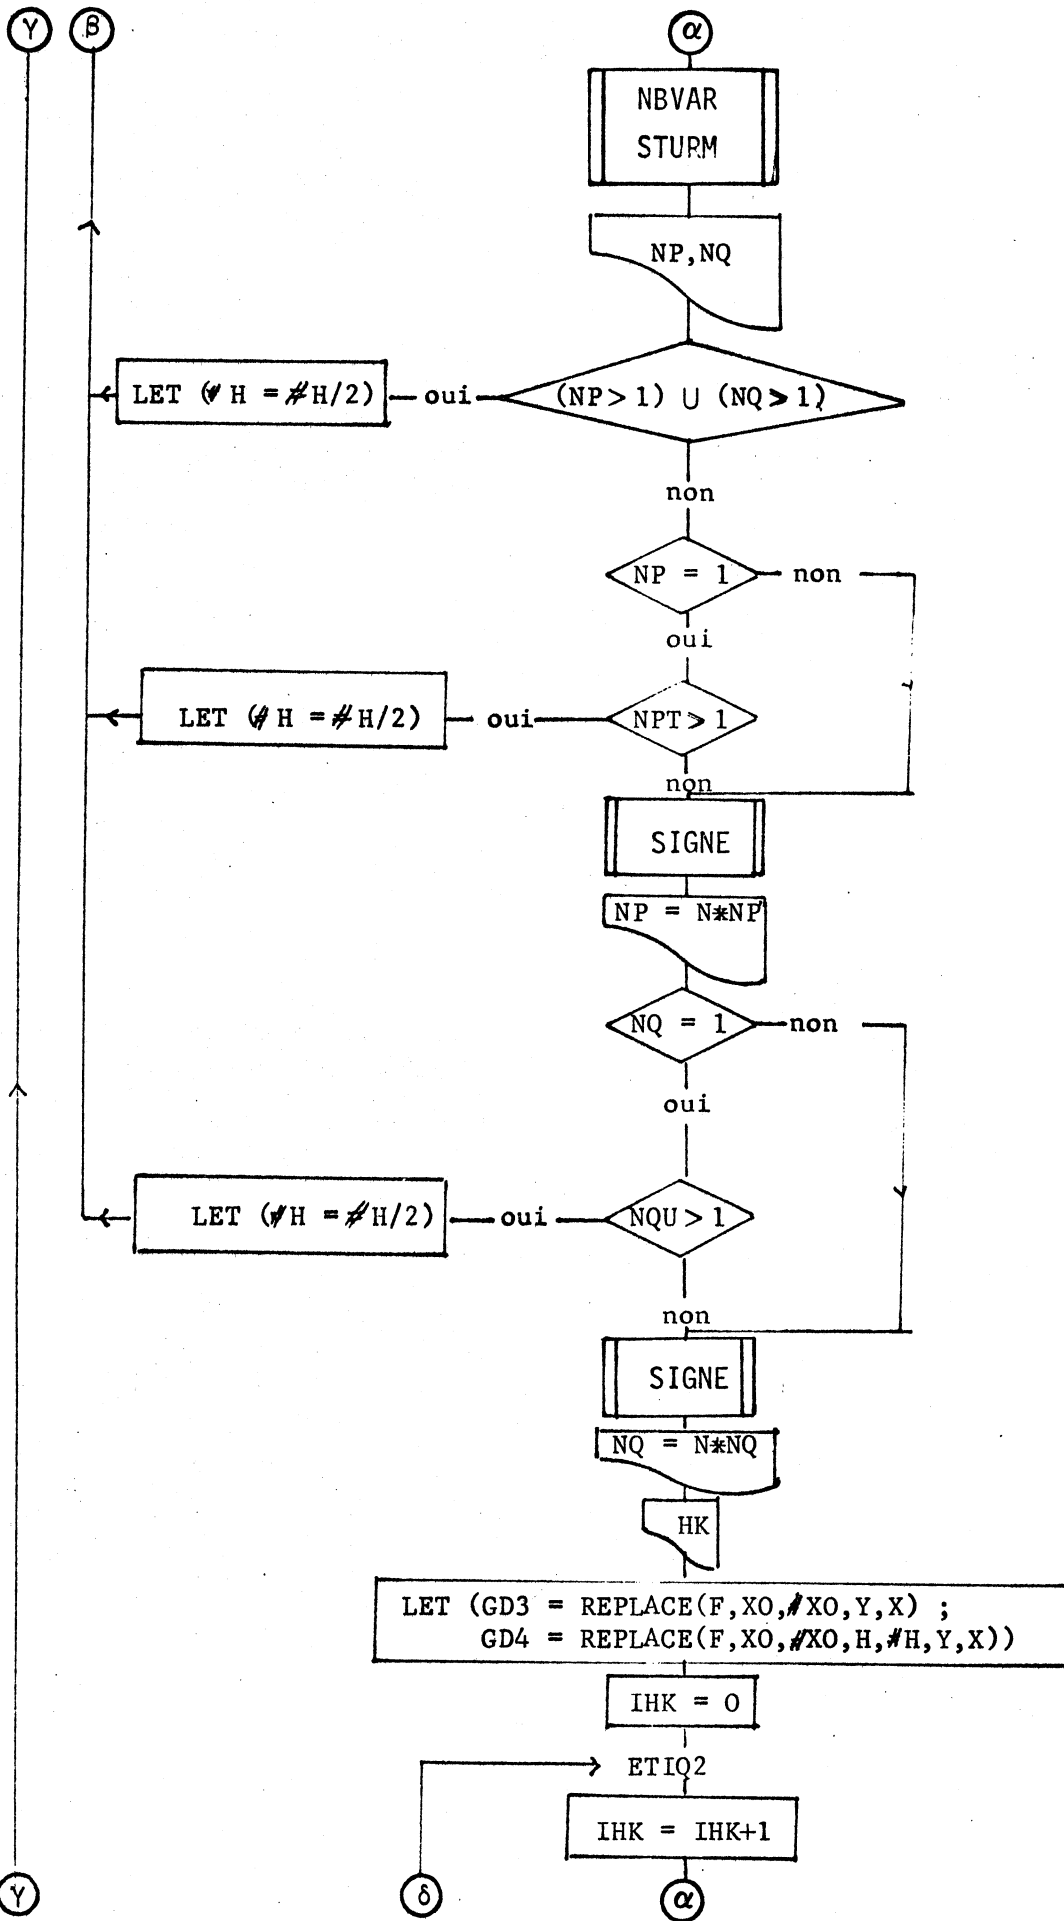 γ β α
NBVAR
STURM
NP,NQ
LET (# H = #H/2) oui (NP > 1) ∪ (NQ > 1)
non
NP = 1 non
oui
LET (# H = #H/2) oui NPT > 1
non
SIGNE
NP = N*NP
NQ = 1 non
oui
LET (#H = #H/2) oui NQU > 1
non
SIGNE
NQ = N*NQ
HK
LET (GD3 = REPLACE(F,XO,#XO,Y,X) ;
GD4 = REPLACE(F,XO,#XO,H,#H,Y,X))
IHK = 0
ETIQ2
IHK = IHK+1
γ δ α